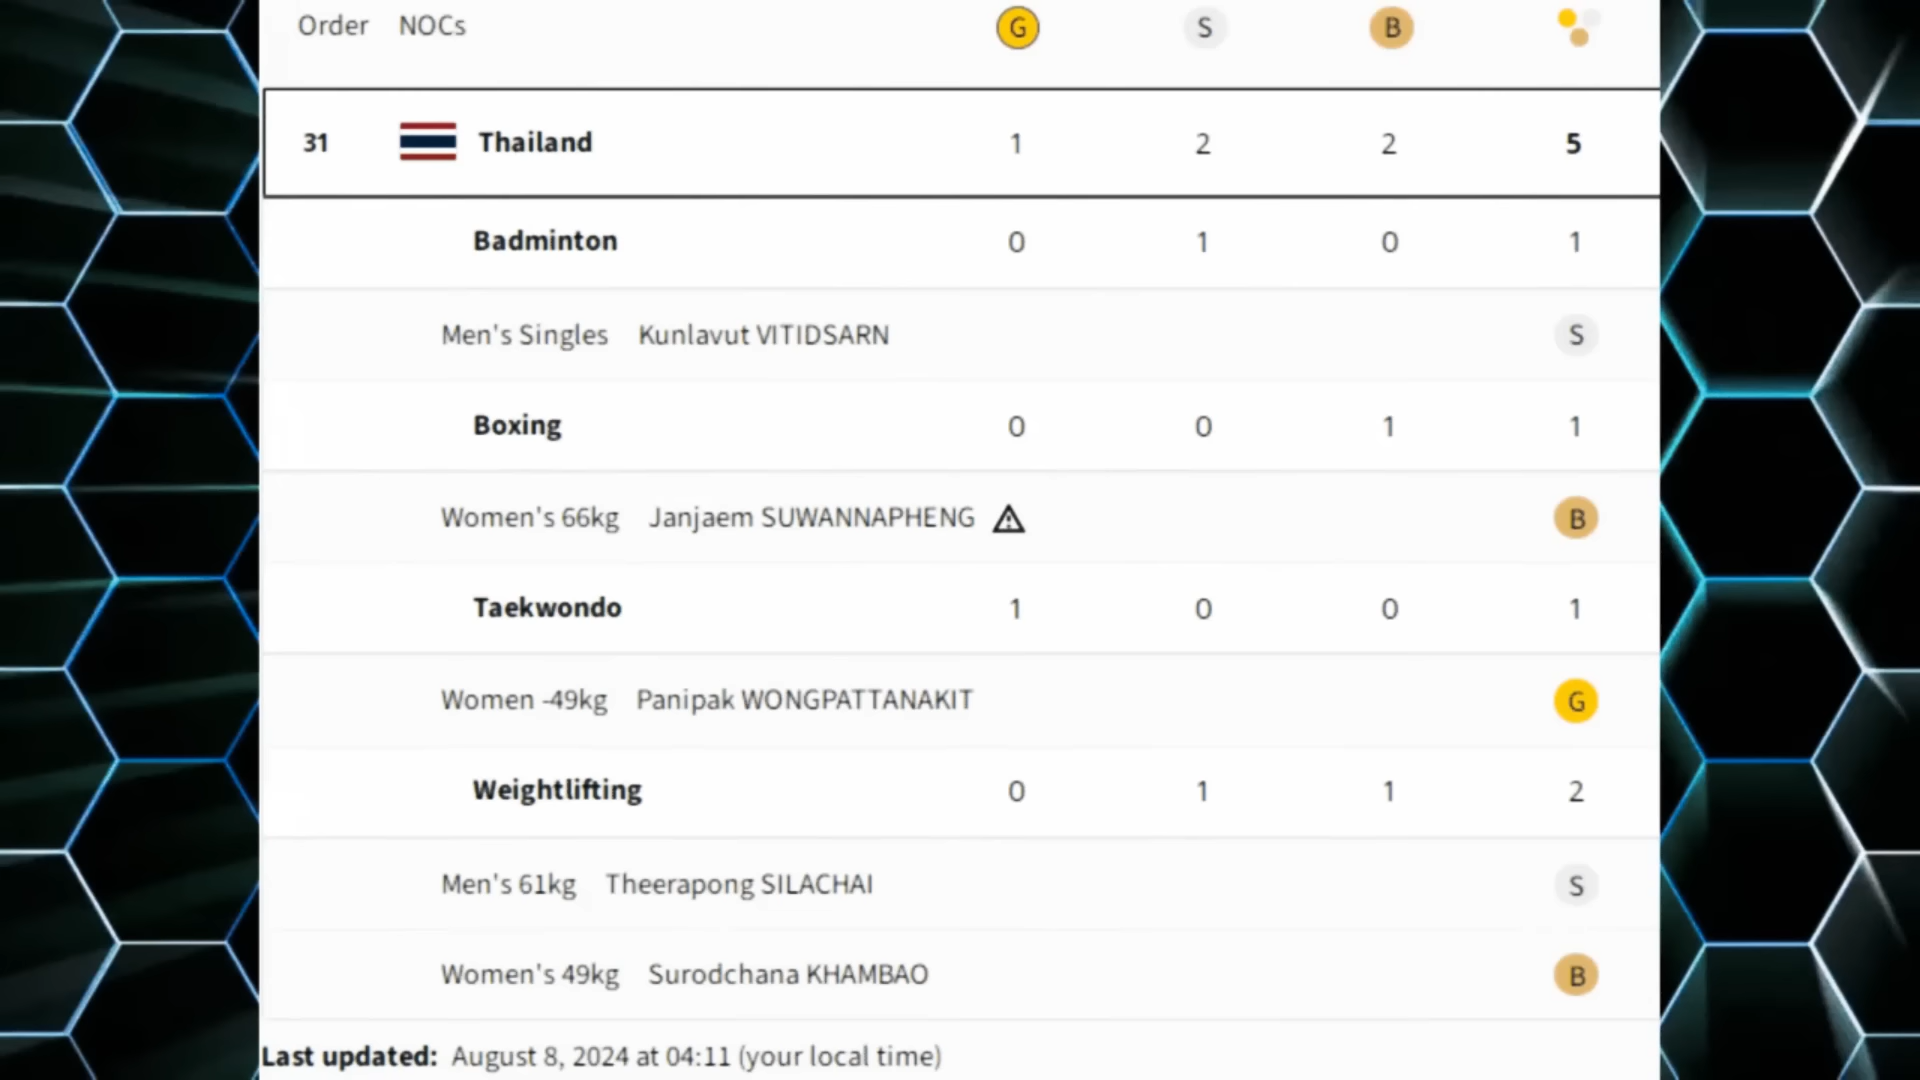 Order NOCs G S B
31 Thailand 1 2 2 5
Badminton 0 1 0 1
Men's Singles Kunlavut VITIDSARN S
Boxing 0 0 1 1
Women's 66kg Janjaem SUWANNAPHENG B
Taekwondo 1 0 0 1
Women -49kg Panipak WONGPATTANAKIT G
Weightlifting 0 1 1 2
Men's 61kg Theerapong SILACHAI S
Women's 49kg Surodchana KHAMBAO B
Last updated: August 8, 2024 at 04:11 (your local time)